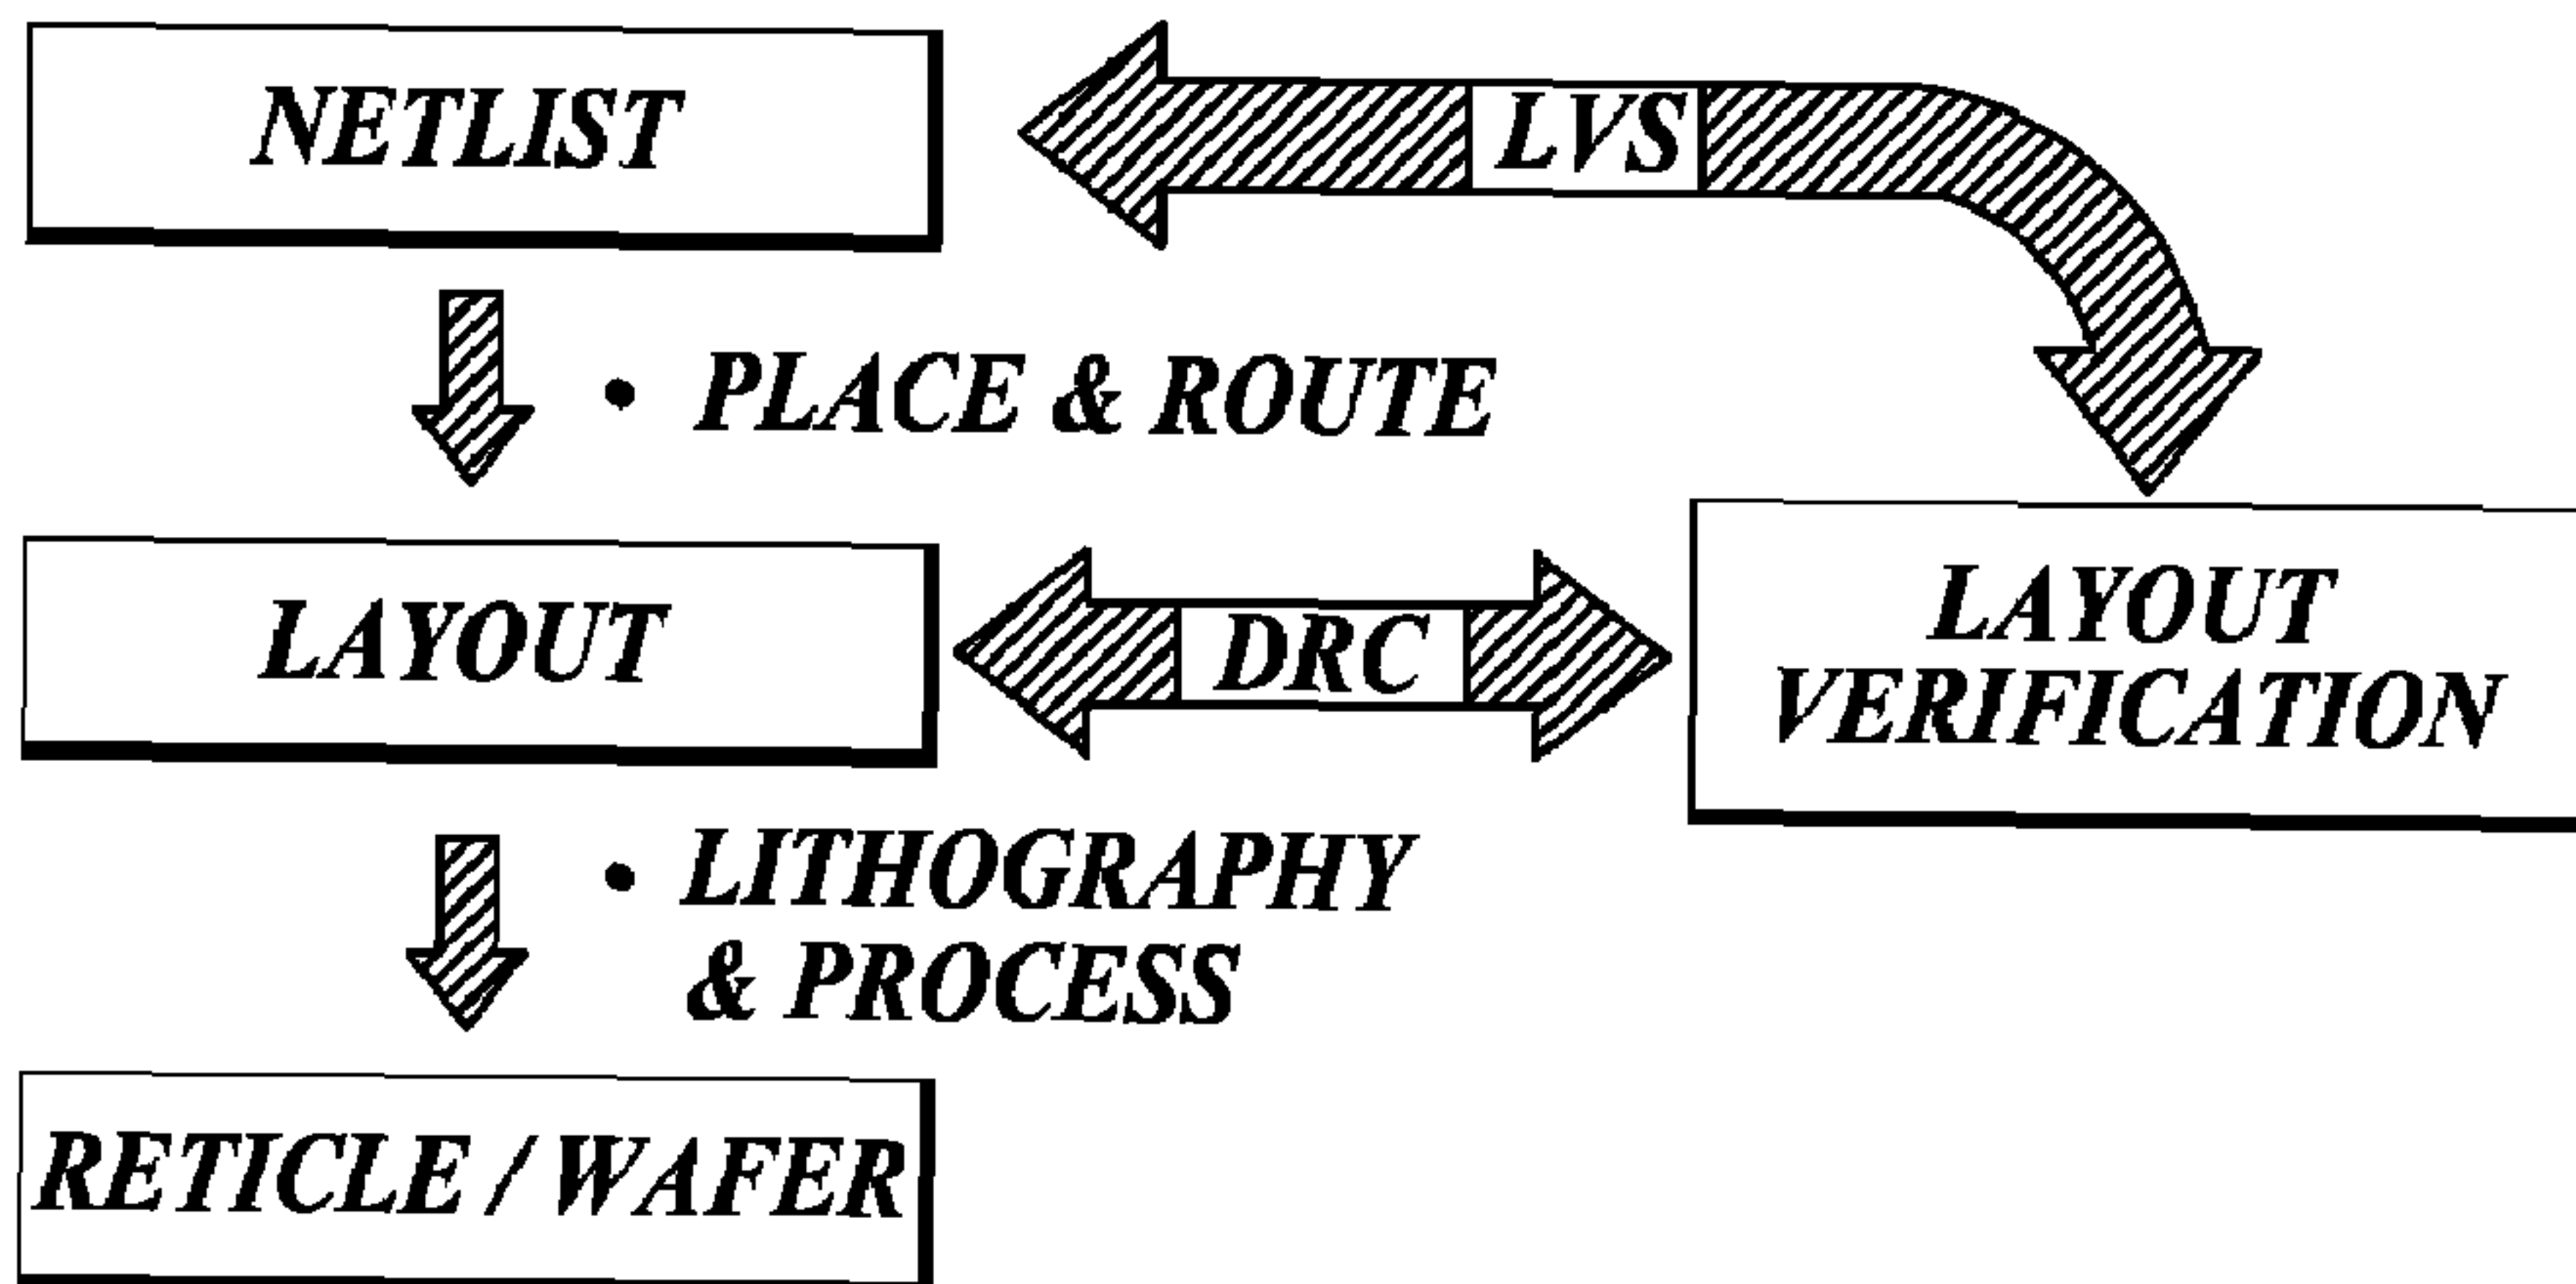 NETLIST
LVS
• PLACE & ROUTE
LAYOUT
DRC
LAYOUT
VERIFICATION
• LITHOGRAPHY
& PROCESS
RETICLE / WAFER